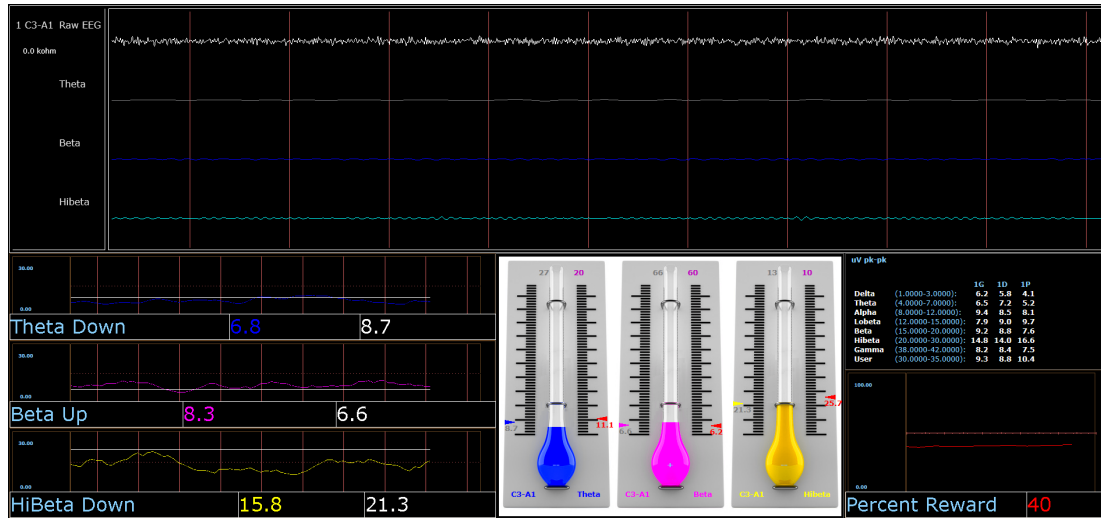 1 C3-A1 Raw EEG
0.0 kohm
Theta
Beta
Hibeta
30.00
0.00
Theta Down 6.8 8.7
30.00
0.00
Beta Up 8.3 6.6
30.00
0.00
HiBeta Down 15.8 21.3
27 20
8.7
11.1
C3-A1 Theta
66 60
6.6
6.2
C3-A1 Beta
13 10
21.3
25.7
C3-A1 Hibeta
uV pk-pk
1G 1D 1P
Delta (1.0000-3.0000): 6.2 5.8 4.1
Theta (4.0000-7.0000): 6.5 7.2 5.2
Alpha (8.0000-12.0000): 9.4 8.5 8.1
Lobeta (12.0000-15.0000): 7.9 9.0 9.7
Beta (15.0000-20.0000): 9.2 8.8 7.6
Hibeta (20.0000-30.0000): 14.8 14.0 16.6
Gamma (38.0000-42.0000): 8.2 8.4 7.5
User (30.0000-35.0000): 9.3 8.8 10.4
100.00
0.00
Percent Reward 40